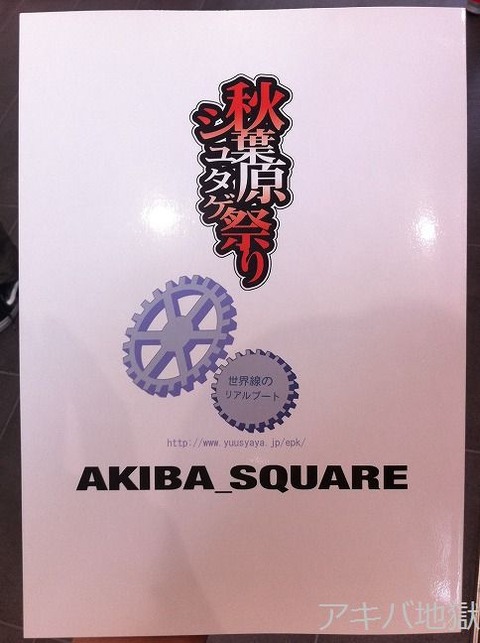 秋葉原
シュタゲ祭り
世界線の
リアルブート
http://www.yuusyaya.jp/epk/
AKIBA_SQUARE
アキバ地獄